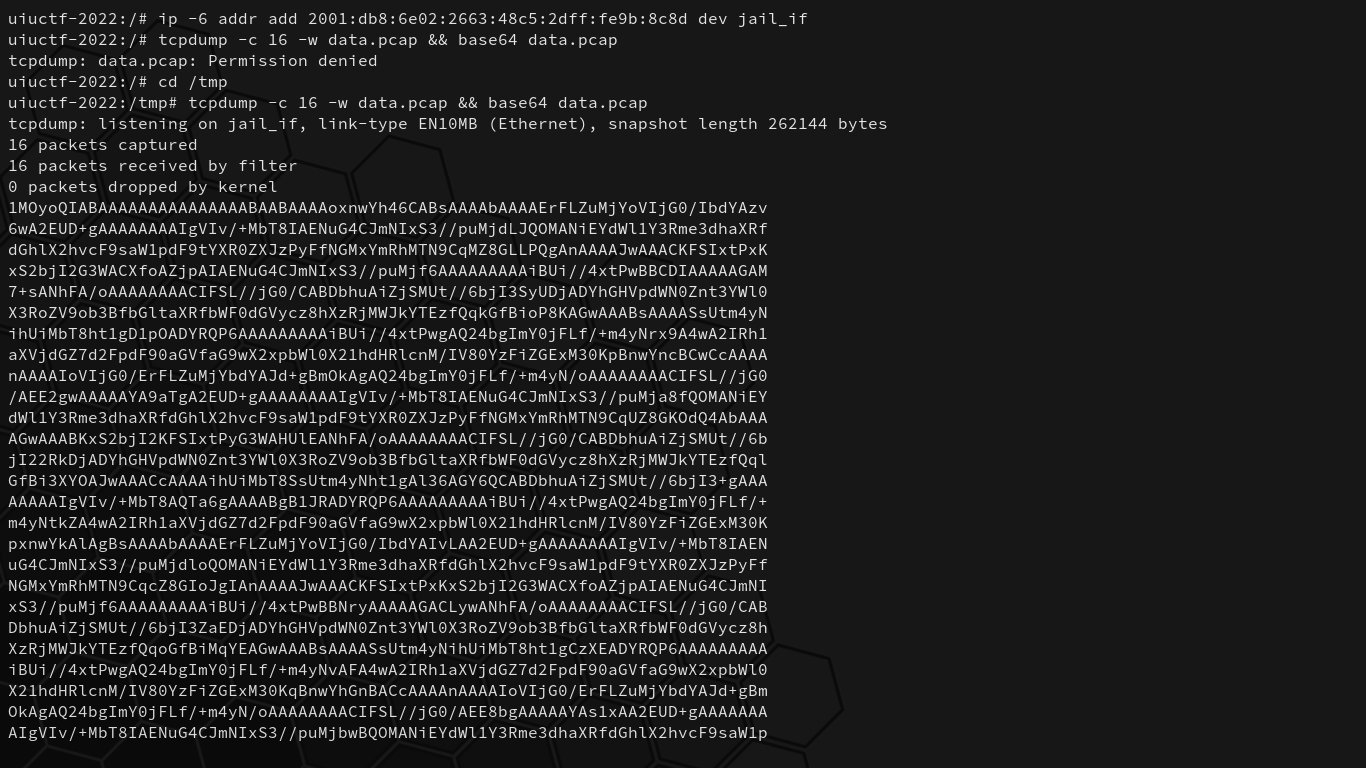 uiuctf-2022:/# ip -6 addr add 2001:db8:6e02:2663:48c5:2dff:fe9b:8c8d dev jail_if
uiuctf-2022:/# tcpdump -c 16 -w data.pcap && base64 data.pcap
tcpdump: data.pcap: Permission denied
uiuctf-2022:/# cd /tmp
uiuctf-2022:/tmp# tcpdump -c 16 -w data.pcap && base64 data.pcap
tcpdump: listening on jail_if, link-type EN10MB (Ethernet), snapshot length 262144 bytes
16 packets captured
16 packets received by filter
0 packets dropped by kernel
1MOyoQIABAAAAAAAAAAAAAAABAABAAAAoxnwYh46CABsAAAAbAAAAErFLZuMjYoVIjG0/IbdYAzv
6wA2EUD+gAAAAAAAAIgVIv/+MbT8IAENuG4CJmNIxS3//puMjdLJQOMANiEYdWl1Y3Rme3dhaXRf
dGhlX2hvcF9saW1pdF9tYXR0ZXJzPyFfNGMxYmRhMTN9CqMZ8GLLPQgAnAAAAJwAAACKFSIxtPxK
xS2bjI2G3WACXfoAZjpAIAENuG4CJmNIxS3//puMjf6AAAAAAAAAiBUi//4xtPwBBCDIAAAAAGAM
7+sANhFA/oAAAAAAAACIFSL//jG0/CABDbhuAiZjSMUt//6bjI3SyUDjADYhGHVpdWN0Znt3YWl0
X3RoZV9ob3BfbGltaXRfbWF0dGVycz8hXzRjMWJkYTEzfQqkGfBioP8KAGwAAABsAAAASsUtm4yN
ihUiMbT8ht1gD1pOADYRQP6AAAAAAAAAiBUi//4xtPwgAQ24bgImY0jFLf/+m4yNrx9A4wA2IRh1
aXVjdGZ7d2FpdF90aGVfaG9wX2xpbWl0X21hdHRlcnM/IV80YzFiZGExM30KpBnwYncBCwCcAAAA
nAAAAIoVIjG0/ErFLZuMjYbdYAJd+gBmOkAgAQ24bgImY0jFLf/+m4yN/oAAAAAAAACIFSL//jG0
/AEE2gwAAAAAYA9aTgA2EUD+gAAAAAAAAIgVIv/+MbT8IAENuG4CJmNIxS3//puMja8fQOMANiEY
dWl1Y3Rme3dhaXRfdGhlX2hvcF9saW1pdF9tYXR0ZXJzPyFfNGMxYmRhMTN9CqUZ8GKOdQ4AbAAA
AGwAAABKxS2bjI2KFSIxtPyG3WAHUlEANhFA/oAAAAAAAACIFSL//jG0/CABDbhuAiZjSMUt//6b
jI22RkDjADYhGHVpdWN0Znt3YWl0X3RoZV9ob3BfbGltaXRfbWF0dGVycz8hXzRjMWJkYTEzfQql
GfBi3XYOAJwAAACcAAAAihUiMbT8SsUtm4yNht1gAl36AGY6QCABDbhuAiZjSMUt//6bjI3+gAAA
AAAAAIgVIv/+MbT8AQTa6gAAAABgB1JRADYRQP6AAAAAAAAAiBUi//4xtPwgAQ24bgImY0jFLf/+
m4yNtkZA4wA2IRh1aXVjdGZ7d2FpdF90aGVfaG9wX2xpbWl0X21hdHRlcnM/IV80YzFiZGExM30K
pxnwYkAlAgBsAAAAbAAAAErFLZuMjYoVIjG0/IbdYAIvLAA2EUD+gAAAAAAAAIgVIv/+MbT8IAEN
uG4CJmNIxS3//puMjdloQOMANiEYdWl1Y3Rme3dhaXRfdGhlX2hvcF9saW1pdF9tYXR0ZXJzPyFf
NGMxYmRhMTN9CqcZ8GIoJgIAnAAAAJwAAACKFSIxtPxKxS2bjI2G3WACXfoAZjpAIAENuG4CJmNI
xS3//puMjf6AAAAAAAAAiBUi//4xtPwBBNryAAAAAGACLywANhFA/oAAAAAAAACIFSL//jG0/CAB
DbhuAiZjSMUt//6bjI3ZaEDjADYhGHVpdWN0Znt3YWl0X3RoZV9ob3BfbGltaXRfbWF0dGVycz8h
XzRjMWJkYTEzfQqoGfBiMqYEAGwAAABsAAAASsUtm4yNihUiMbT8ht1gCzXEADYRQP6AAAAAAAAA
iBUi//4xtPwgAQ24bgImY0jFLf/+m4yNvAFA4wA2IRh1aXVjdGZ7d2FpdF90aGVfaG9wX2xpbWl0
X21hdHRlcnM/IV80YzFiZGExM30KqBnwYhGnBACcAAAAnAAAAIoVIjG0/ErFLZuMjYbdYAJd+gBm
OkAgAQ24bgImY0jFLf/+m4yN/oAAAAAAAACIFSL//jG0/AEE8bgAAAAAYAs1xAA2EUD+gAAAAAAA
AIgVIv/+MbT8IAENuG4CJmNIxS3//puMjbwBQOMANiEYdWl1Y3Rme3dhaXRfdGhlX2hvcF9saW1p